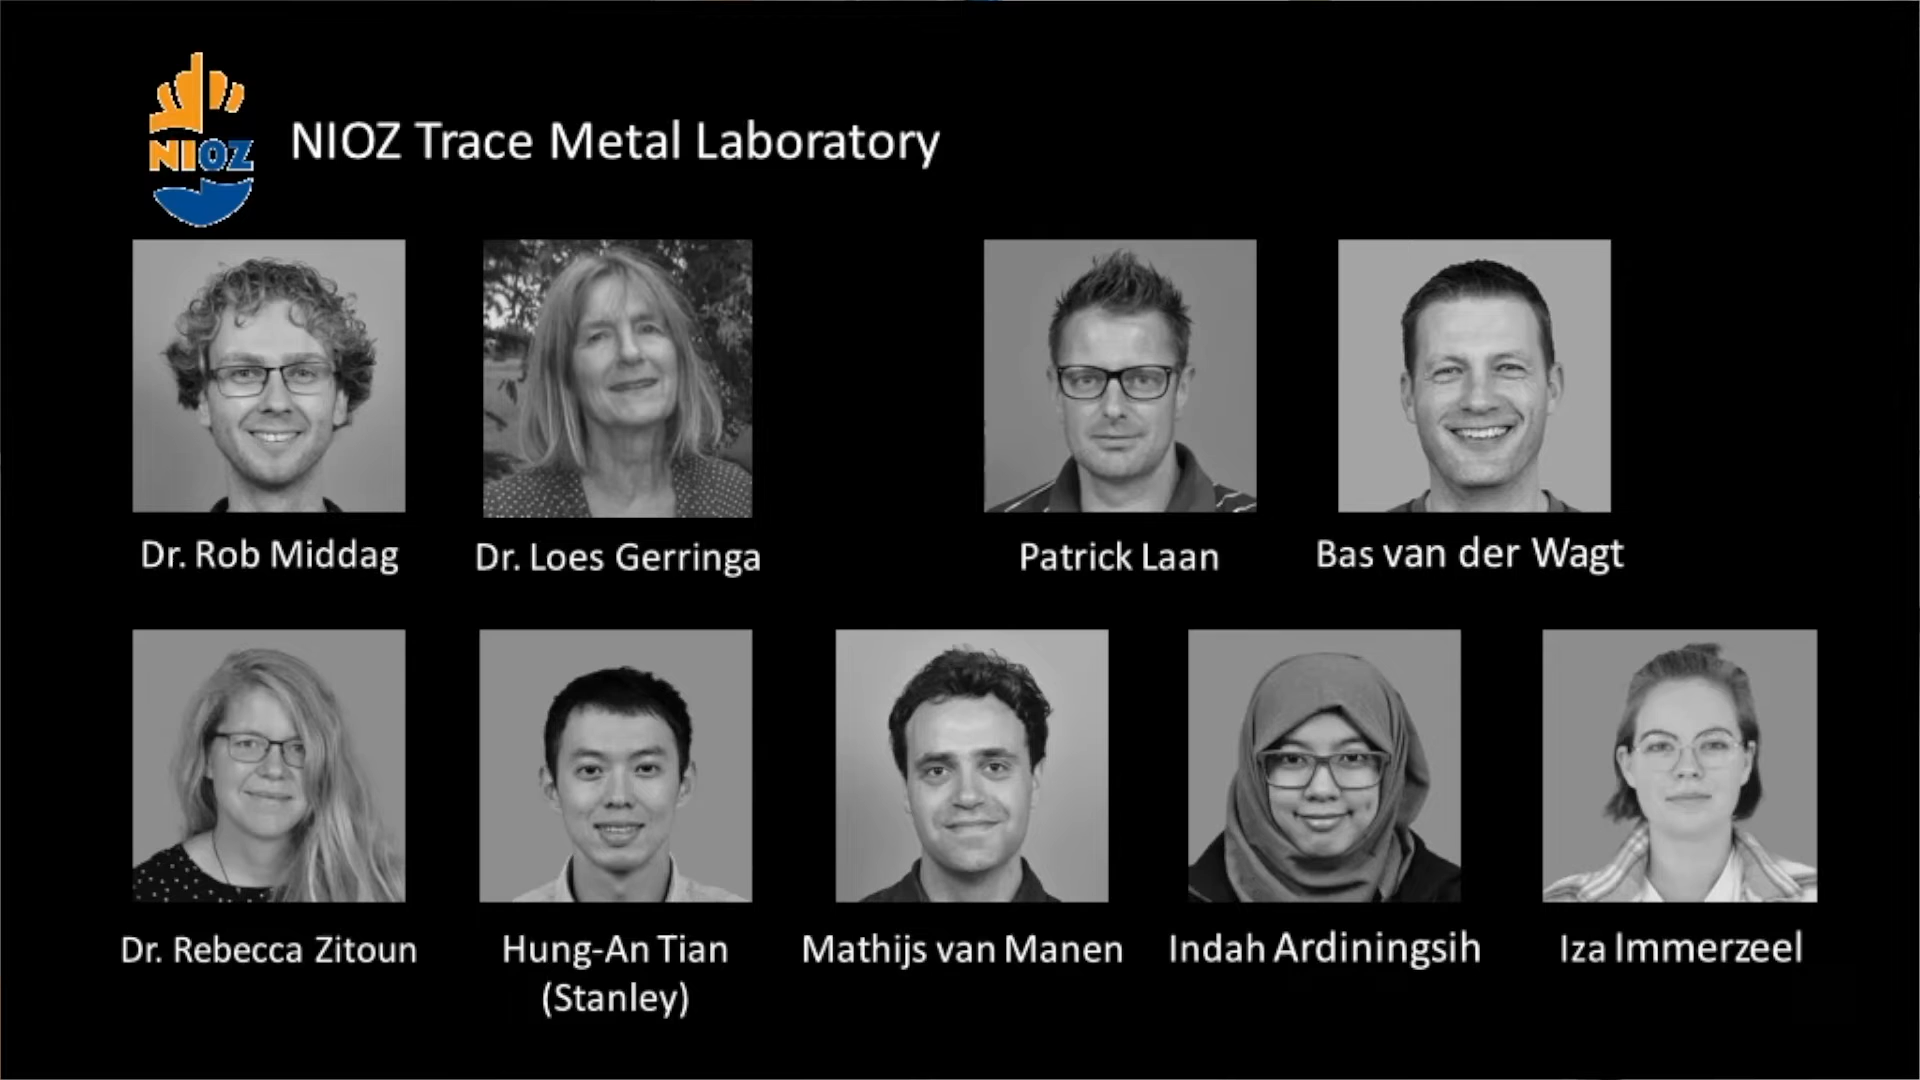 NIOZ
NIOZ Trace Metal Laboratory
Dr. Rob Middag
Dr. Loes Gerringa
Patrick Laan
Bas van der Wagt
Dr. Rebecca Zitoun
Hung-An Tian
(Stanley)
Mathijs van Manen
Indah Ardiningsih
Iza Immerzeel